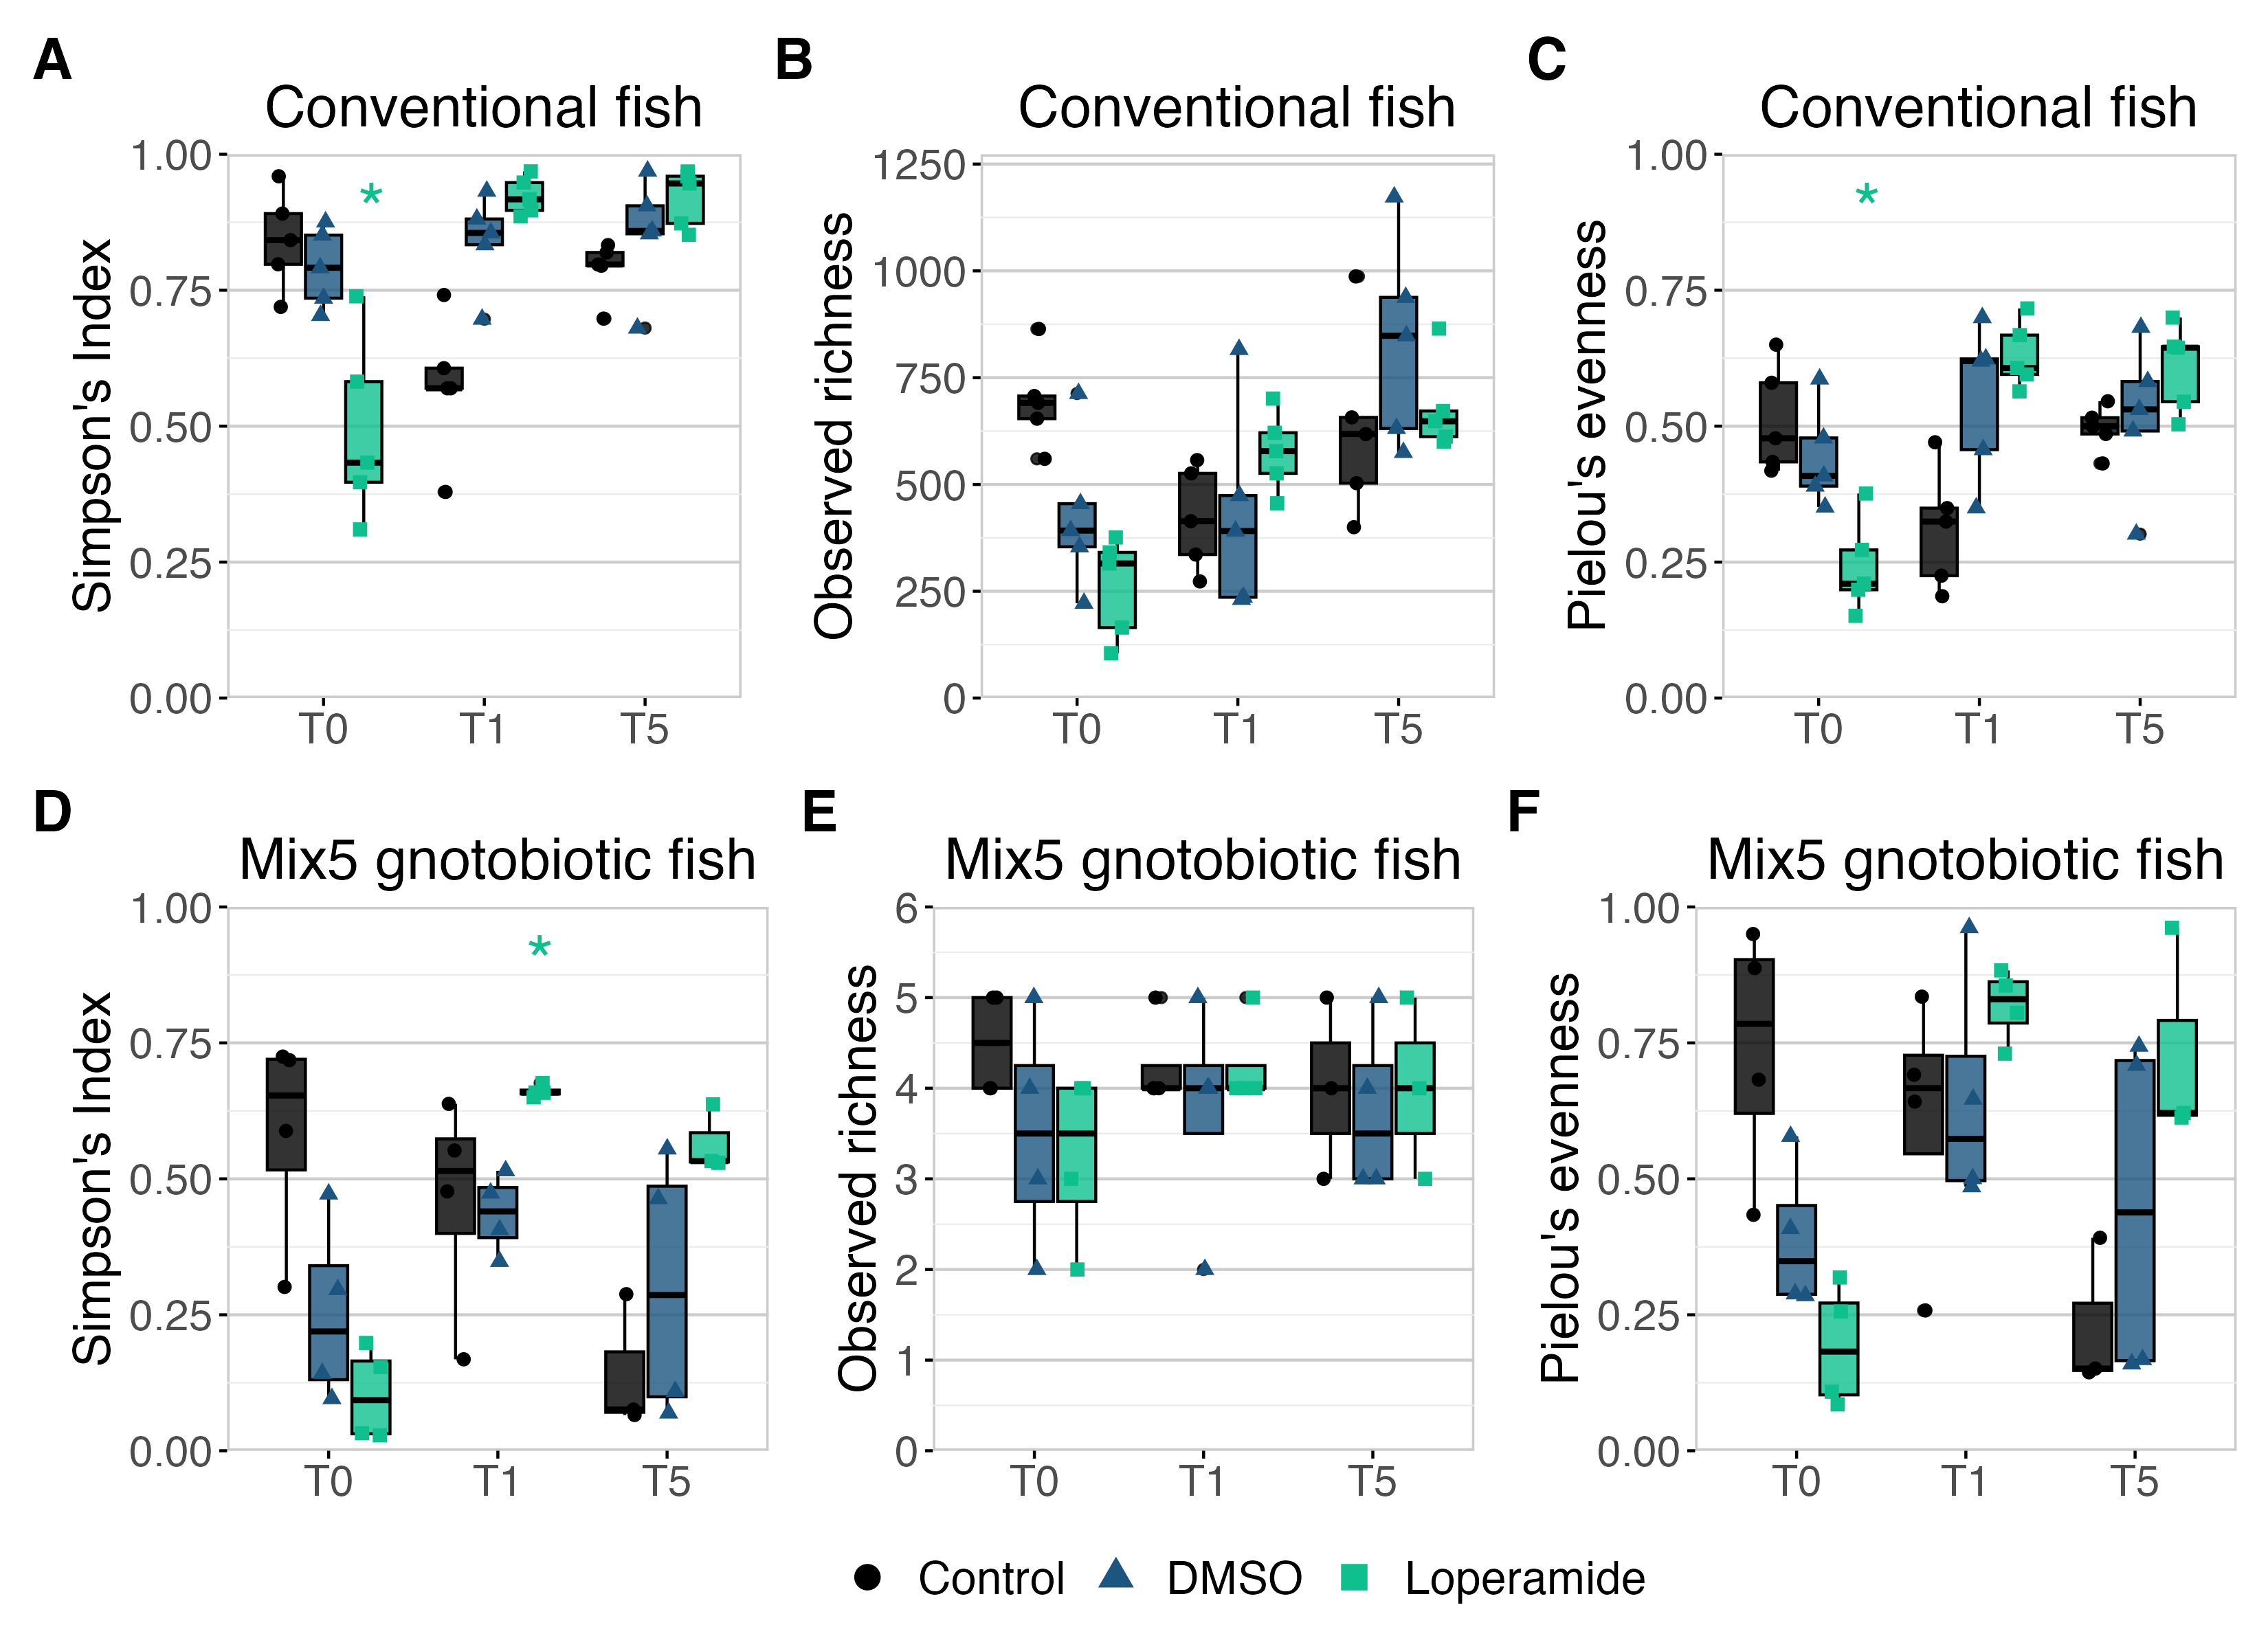 A
B
C
Conventional fish
Conventional fish
Conventional fish
Simpson's Index
1.00
0.75
0.50
0.25
0.00
*
T0
T1
T5
Observed richness
1250
1000
750
500
250
0
T0
T1
T5
Pielou's evenness
1.00
0.75
0.50
0.25
0.00
*
T0
T1
T5
D
E
F
Mix5 gnotobiotic fish
Mix5 gnotobiotic fish
Mix5 gnotobiotic fish
Simpson's Index
1.00
0.75
0.50
0.25
0.00
*
T0
T1
T5
Observed richness
6
5
4
3
2
1
0
T0
T1
T5
Pielou's evenness
1.00
0.75
0.50
0.25
0.00
T0
T1
T5
Control
DMSO
Loperamide